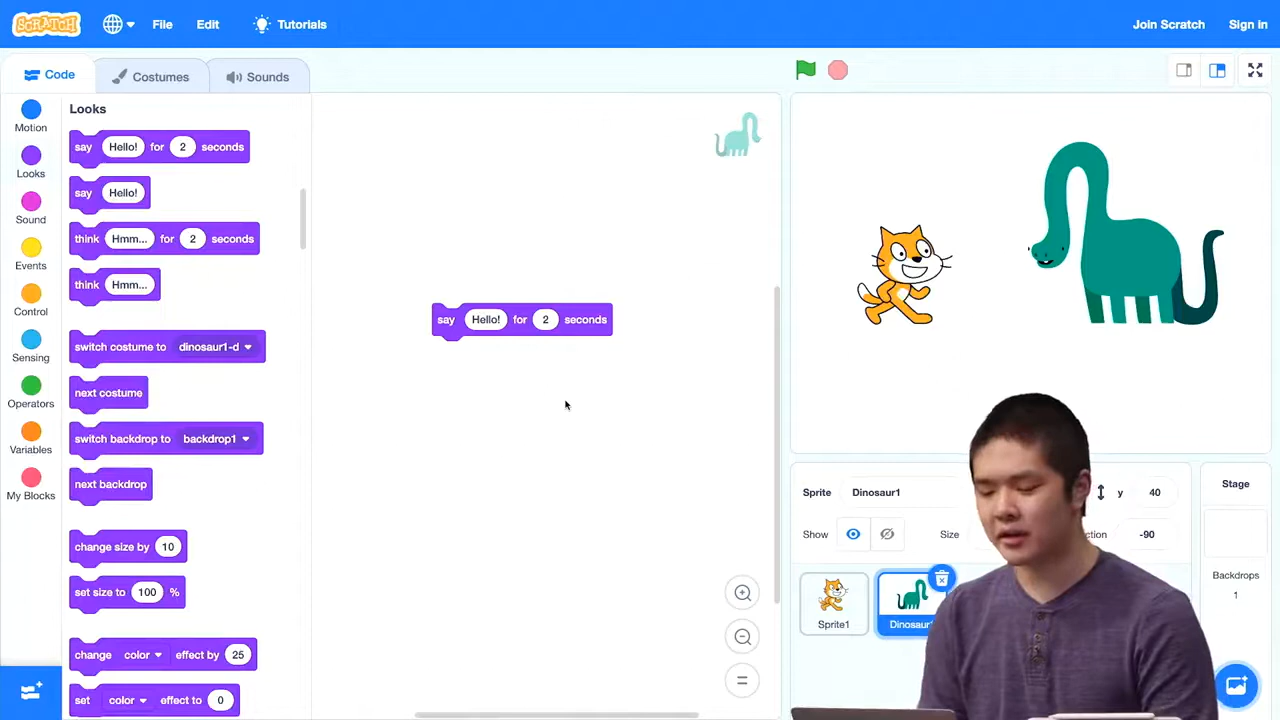 SCRATCH
File
Edit
Tutorials
Join Scratch
Sign in
Code
Costumes
Sounds
Motion
Looks
Sound
Events
Control
Sensing
Operators
Variables
My Blocks
Looks
say Hello! for 2 seconds
say Hello!
think Hmm... for 2 seconds
think Hmm...
switch costume to dinosaur1-d
next costume
switch backdrop to backdrop1
next backdrop
change size by 10
set size to 100 %
change color effect by 25
set color effect to 0
say Hello! for 2 seconds
Sprite Dinosaur1
y 40
Show
Size
ction -90
Sprite1
Dinosaur
Stage
Backdrops
1